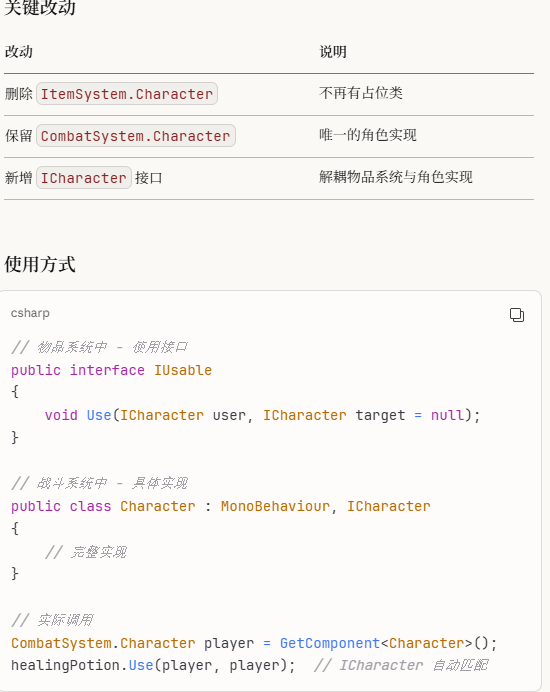 关键改动
改动 说明
删除 ItemSystem.Character 不再有占位类
保留 CombatSystem.Character 唯一的角色实现
新增 ICharacter 接口 解耦物品系统与角色实现
使用方式
csharp
// 物品系统中 - 使用接口
public interface IUsable
{
    void Use(ICharacter user, ICharacter target = null);
}
// 战斗系统中 - 具体实现
public class Character : MonoBehaviour, ICharacter
{
    // 完整实现
}
// 实际调用
CombatSystem.Character player = GetComponent<Character>();
healingPotion.Use(player, player);  // ICharacter 自动匹配